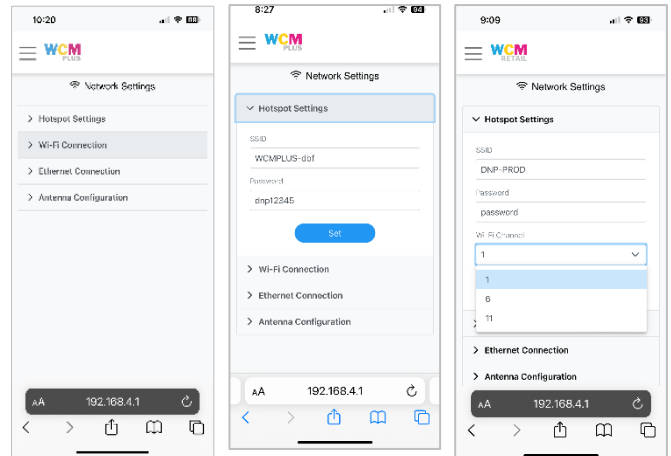 10:20
WCM
PLUS
Network Settings
Hotspot Settings
Wi-Fi Connection
Ethernet Connection
Antenna Configuration
AA 192.168.4.1
8:27 94
WCM
PLUS
Network Settings
Hotspot Settings
SSID
WCMPLUS-dbf
Password
dnp12345
Set
Wi-Fi Connection
Ethernet Connection
Antenna Configuration
AA 192.168.4.1
9:09
WCM
RETAIL
Network Settings
Hotspot Settings
SSID
DNP-PROD
Password
password
Wi-Fi Channel
1
1
6
11
Ethernet Connection
Antenna Configuration
AA 192.168.4.1